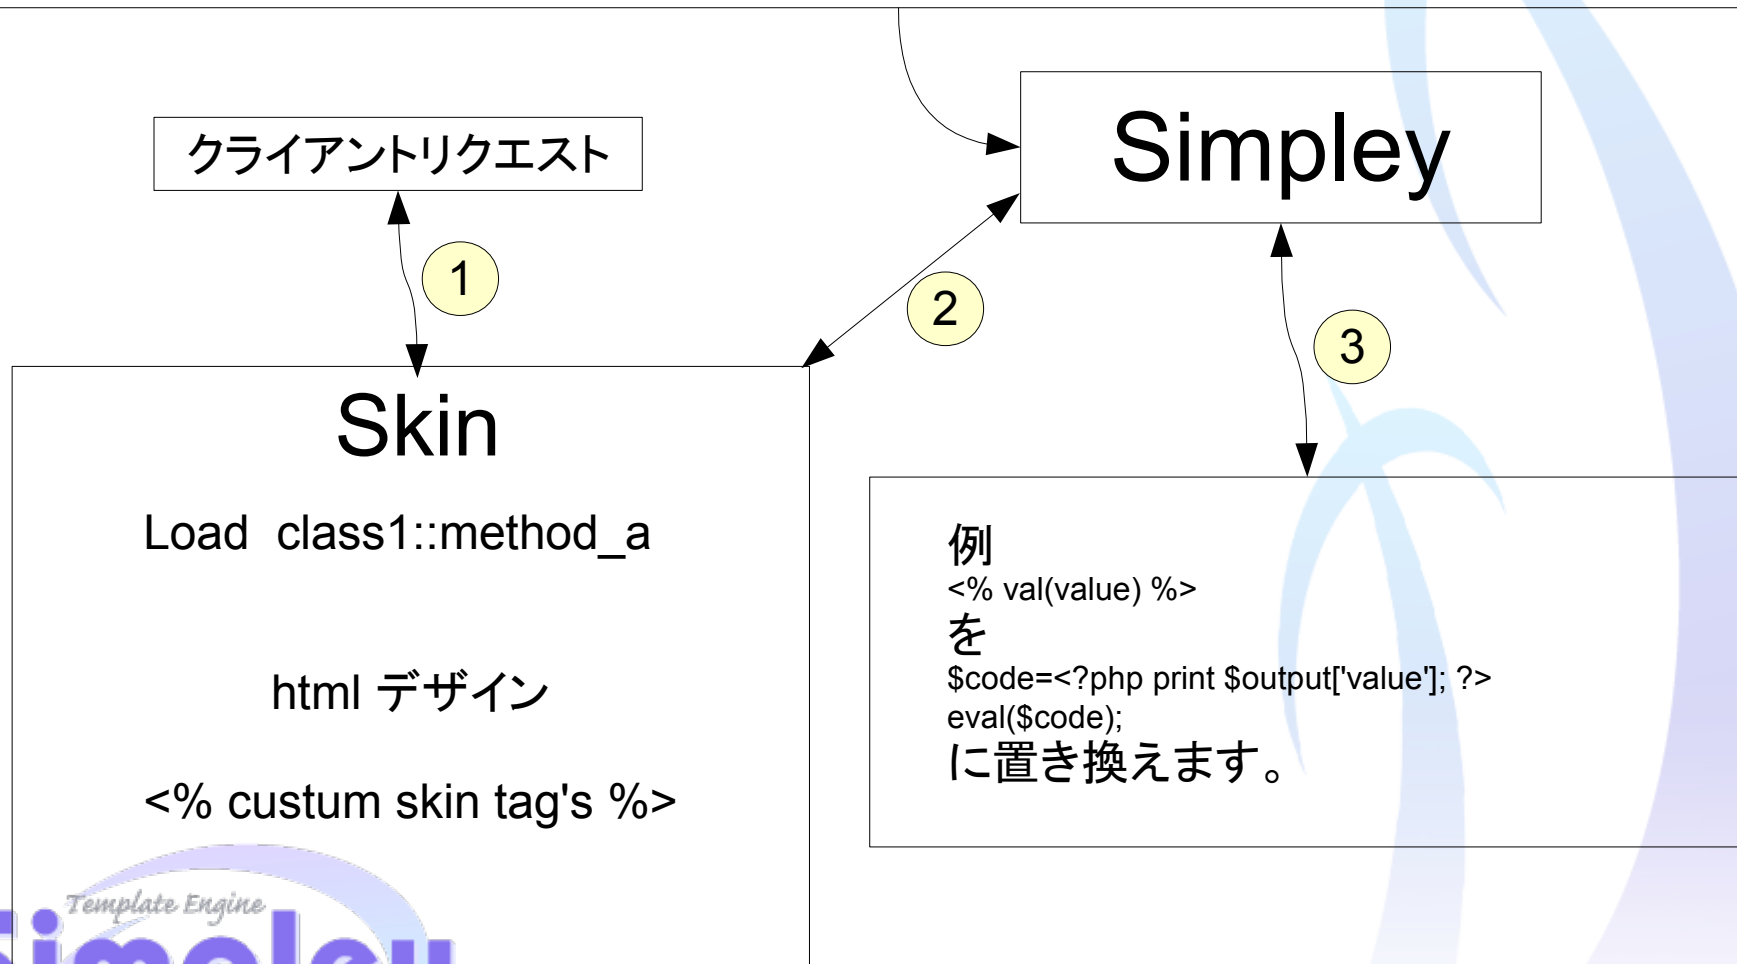 クライアントリクエスト
Simpley
1
2
3
Skin
Load class1::method_a
html デザイン
<% custum skin tag's %>
例
<% val(value) %>
を
$code=<?php print $output['value']; ?>
eval($code);
に置き換えます。
Template Engine
Simpley